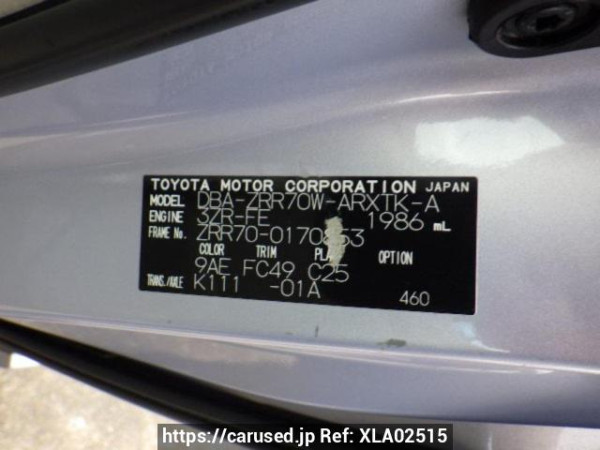 TOYOTA MOTOR CORPORATION JAPAN
MODEL DBA-ZRR70W-ARXTK-A
ENGINE 3ZR-FE 1986 mL
FRAME No.
COLOR TRIM OPTION
9AE FC49 C25
TRANS./AXLE K111 -01A 460
https://carused.jp Ref: XLA02515